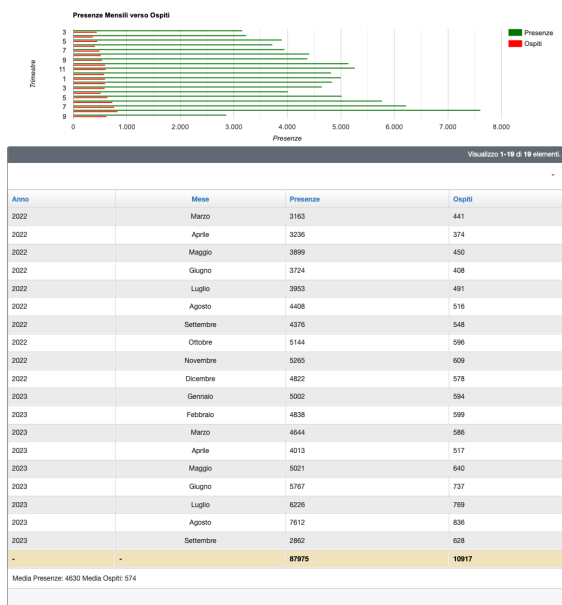 Presenze Mensili verso Ospiti
3
5
7
9
11
1
3
5
7
9
Trimestre
0 1.000 2.000 3.000 4.000 5.000 6.000 7.000 8.000
Presenze
Presenze
Ospiti
Visualizzo 1-19 di 19 elementi.
-
Anno Mese Presenze Ospiti
2022 Marzo 3163 441
2022 Aprile 3236 374
2022 Maggio 3899 450
2022 Giugno 3724 408
2022 Luglio 3953 491
2022 Agosto 4408 516
2022 Settembre 4376 548
2022 Ottobre 5144 596
2022 Novembre 5265 609
2022 Dicembre 4822 578
2023 Gennaio 5002 594
2023 Febbraio 4838 599
2023 Marzo 4644 586
2023 Aprile 4013 517
2023 Maggio 5021 640
2023 Giugno 5767 737
2023 Luglio 6226 769
2023 Agosto 7612 836
2023 Settembre 2862 628
- - 87975 10917
Media Presenze: 4630 Media Ospiti: 574